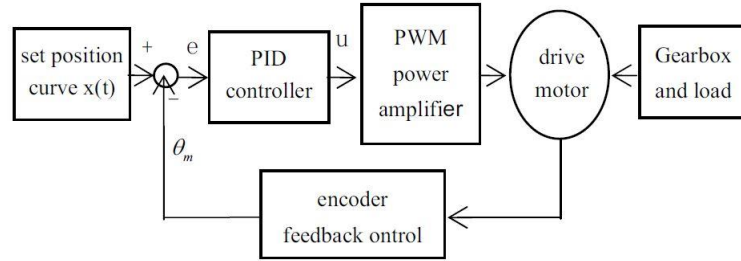 set position
curve x(t)
+
e
−
PID
controller
u
PWM
power
amplifier
drive
motor
Gearbox
and load
θm
encoder
feedback ontrol